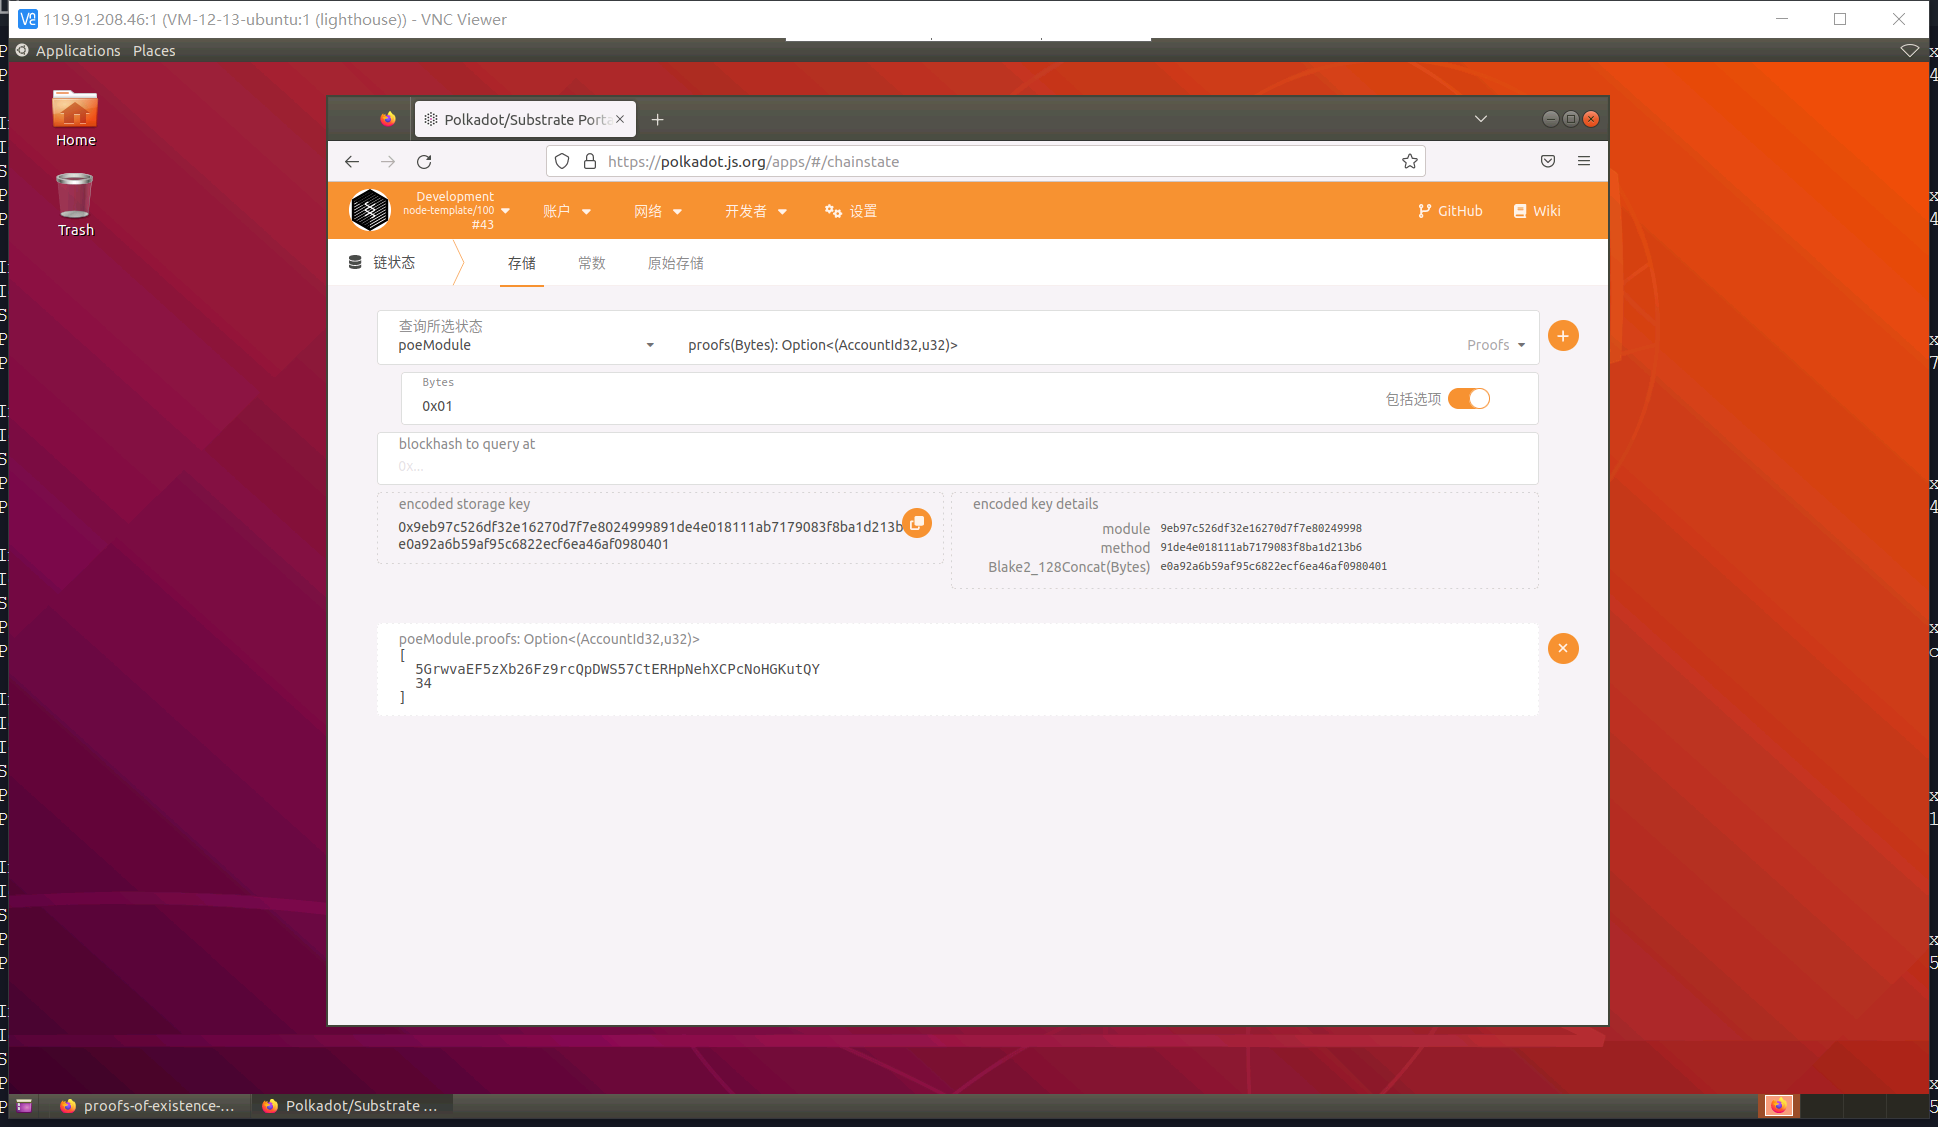 119.91.208.46:1 (VM-12-13-ubuntu:1 (lighthouse)) - VNC Viewer
Applications Places
Home
Trash
Polkadot/Substrate Porta
https://polkadot.js.org/apps/#/chainstate
Development
node-template/100
#43
账户 网络 开发者 设置 GitHub Wiki
链状态 存储 常数 原始存储
查询所选状态
poeModule proofs(Bytes): Option<(AccountId32,u32)> Proofs
Bytes
0x01 包括选项
blockhash to query at
0x...
encoded storage key
0x9eb97c526df32e16270d7f7e8024999891de4e018111ab7179083f8ba1d213b
e0a92a6b59af95c6822ecf6ea46af0980401
encoded key details
module 9eb97c526df32e16270d7f7e80249998
method 91de4e018111ab7179083f8ba1d213b6
Blake2_128Concat(Bytes) e0a92a6b59af95c6822ecf6ea46af0980401
poeModule.proofs: Option<(AccountId32,u32)>
[
5GrwvaEF5zXb26Fz9rcQpDWS57CtERHpNehXCPcNoHGKutQY
34
]
proofs-of-existence-... Polkadot/Substrate ...